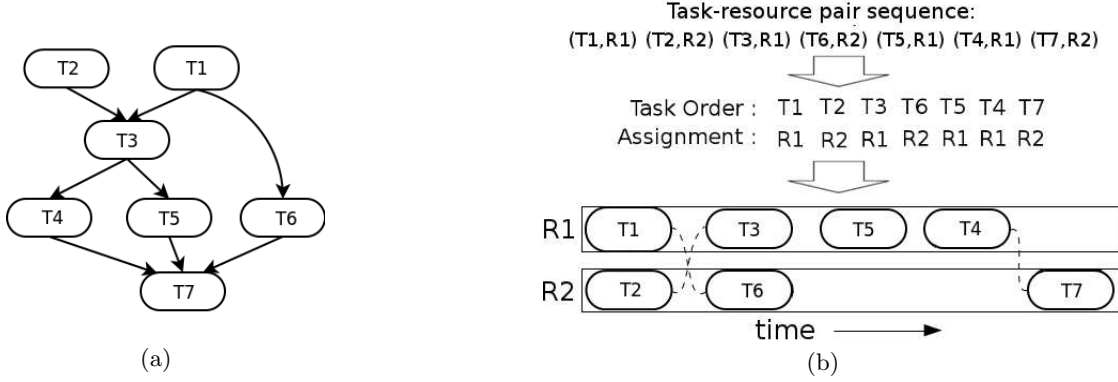 T2 T1
T3
T4 T5 T6
T7
(a)
Task-resource pair sequence:
(T1,R1) (T2,R2) (T3,R1) (T6,R2) (T5,R1) (T4,R1) (T7,R2)
Task Order : T1 T2 T3 T6 T5 T4 T7
Assignment : R1 R2 R1 R2 R1 R1 R2
R1 T1 T3 T5 T4
R2 T2 T6 T7
time
(b)